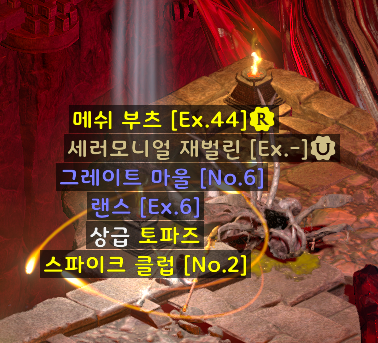 메쉬 부츠 [Ex.44] R
세러모니얼 재벌린 [Ex.-] U
그레이트 마울 [No.6]
랜스 [Ex.6]
상급 토파즈
스파이크 클럽 [No.2]